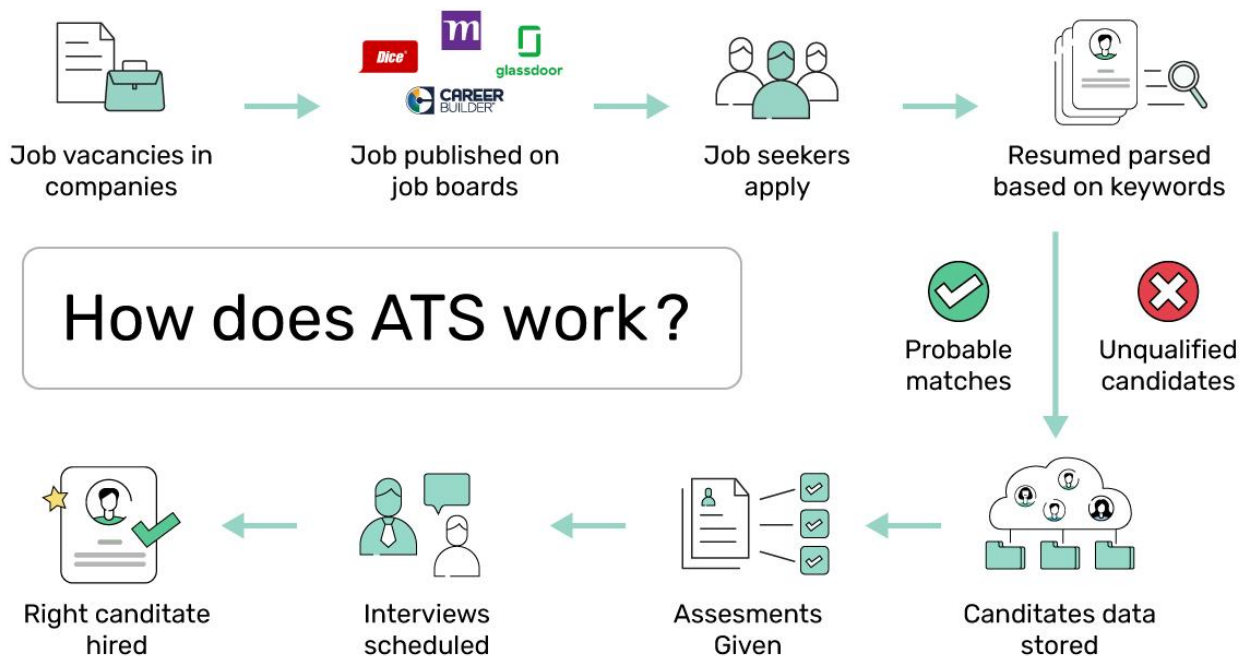 Dice
m
glassdoor
CAREER
BUILDER
Job vacancies in
companies
Job published on
job boards
Job seekers
apply
Resumed parsed
based on keywords
How does ATS work?
Probable
matches
Unqualified
candidates
Right canditate
hired
Interviews
scheduled
Assesments
Given
Canditates data
stored